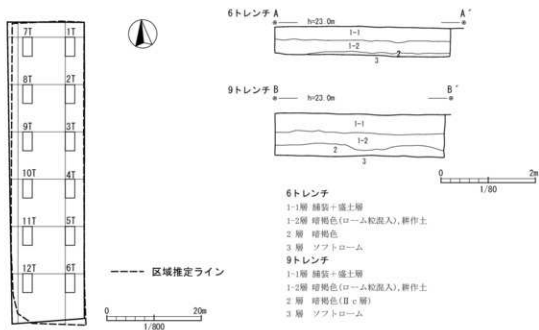 7T 1T
8T 2T
9T 3T
10T 4T
11T 5T
12T 6T
区域推定ライン
0 20m
1/800
6トレンチ A A´
h=23.0m
1-1
1-2
2
3
9トレンチ B B´
h=23.0m
1-1
1-2
2
3
0 2m
1/80
6トレンチ
1-1層 舗装＋盛土層
1-2層 暗褐色(ローム粒混入),耕作土
2 層 暗褐色
3 層 ソフトローム
9トレンチ
1-1層 舗装＋盛土層
1-2層 暗褐色(ローム粒混入),耕作土
2 層 暗褐色(Ⅱｃ層)
3 層 ソフトローム